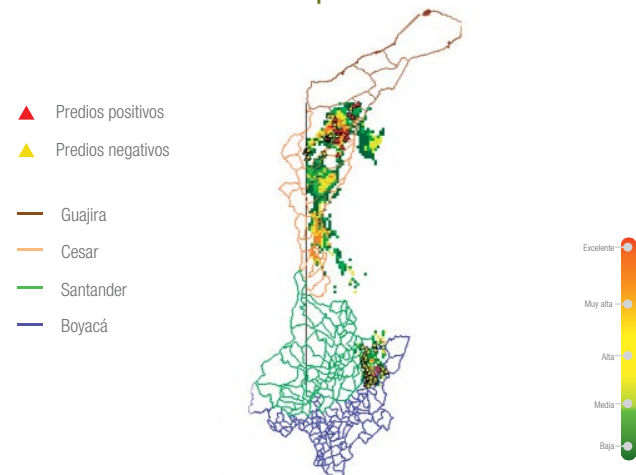 Predios positivos
Predios negativos
Guajira
Cesar
Santander
Boyacá
Excelente
Muy alta
Alta
Media
Baja